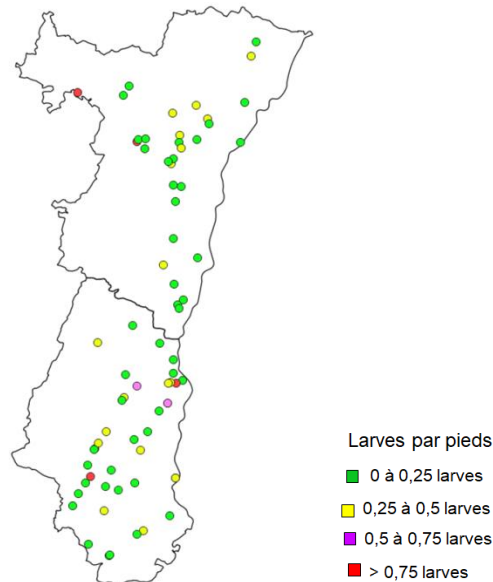 Larves par pieds
0 à 0,25 larves
0,25 à 0,5 larves
0,5 à 0,75 larves
> 0,75 larves